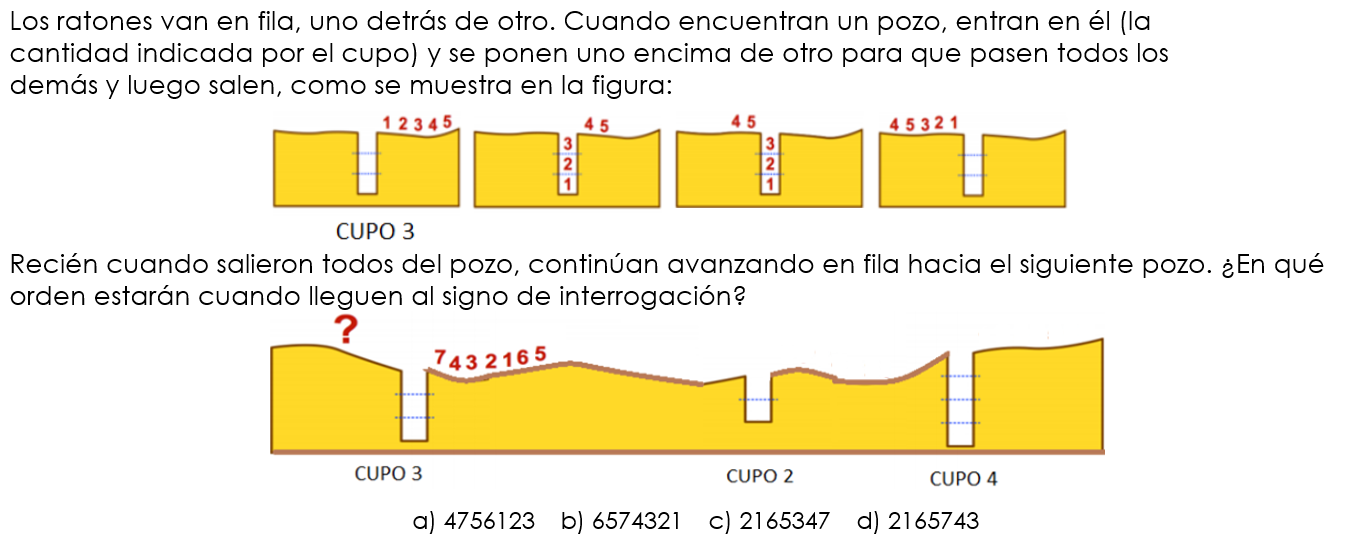 Los ratones van en fila, uno detrás de otro. Cuando encuentran un pozo, entran en él (la
cantidad indicada por el cupo) y se ponen uno encima de otro para que pasen todos los
demás y luego salen, como se muestra en la figura:
1 2 3 4 5
3
2
1
4 5
4 5
3
2
1
4 5 3 2 1
CUPO 3
Recién cuando salieron todos del pozo, continúan avanzando en fila hacia el siguiente pozo. ¿En qué
orden estarán cuando lleguen al signo de interrogación?
?
7 4 3 2 1 6 5
CUPO 3
CUPO 2
CUPO 4
a) 4756123 b) 6574321 c) 2165347 d) 2165743